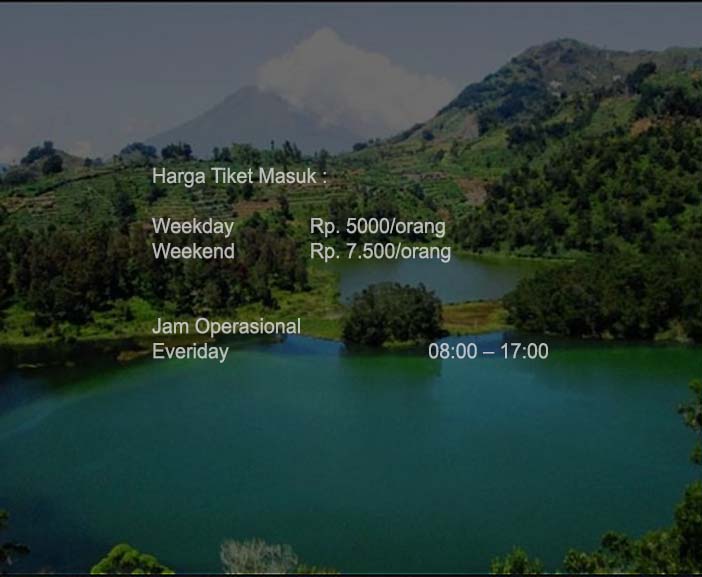 Harga Tiket Masuk :
Weekday Rp. 5000/orang
Weekend Rp. 7.500/orang
Jam Operasional
Everiday 08:00 – 17:00